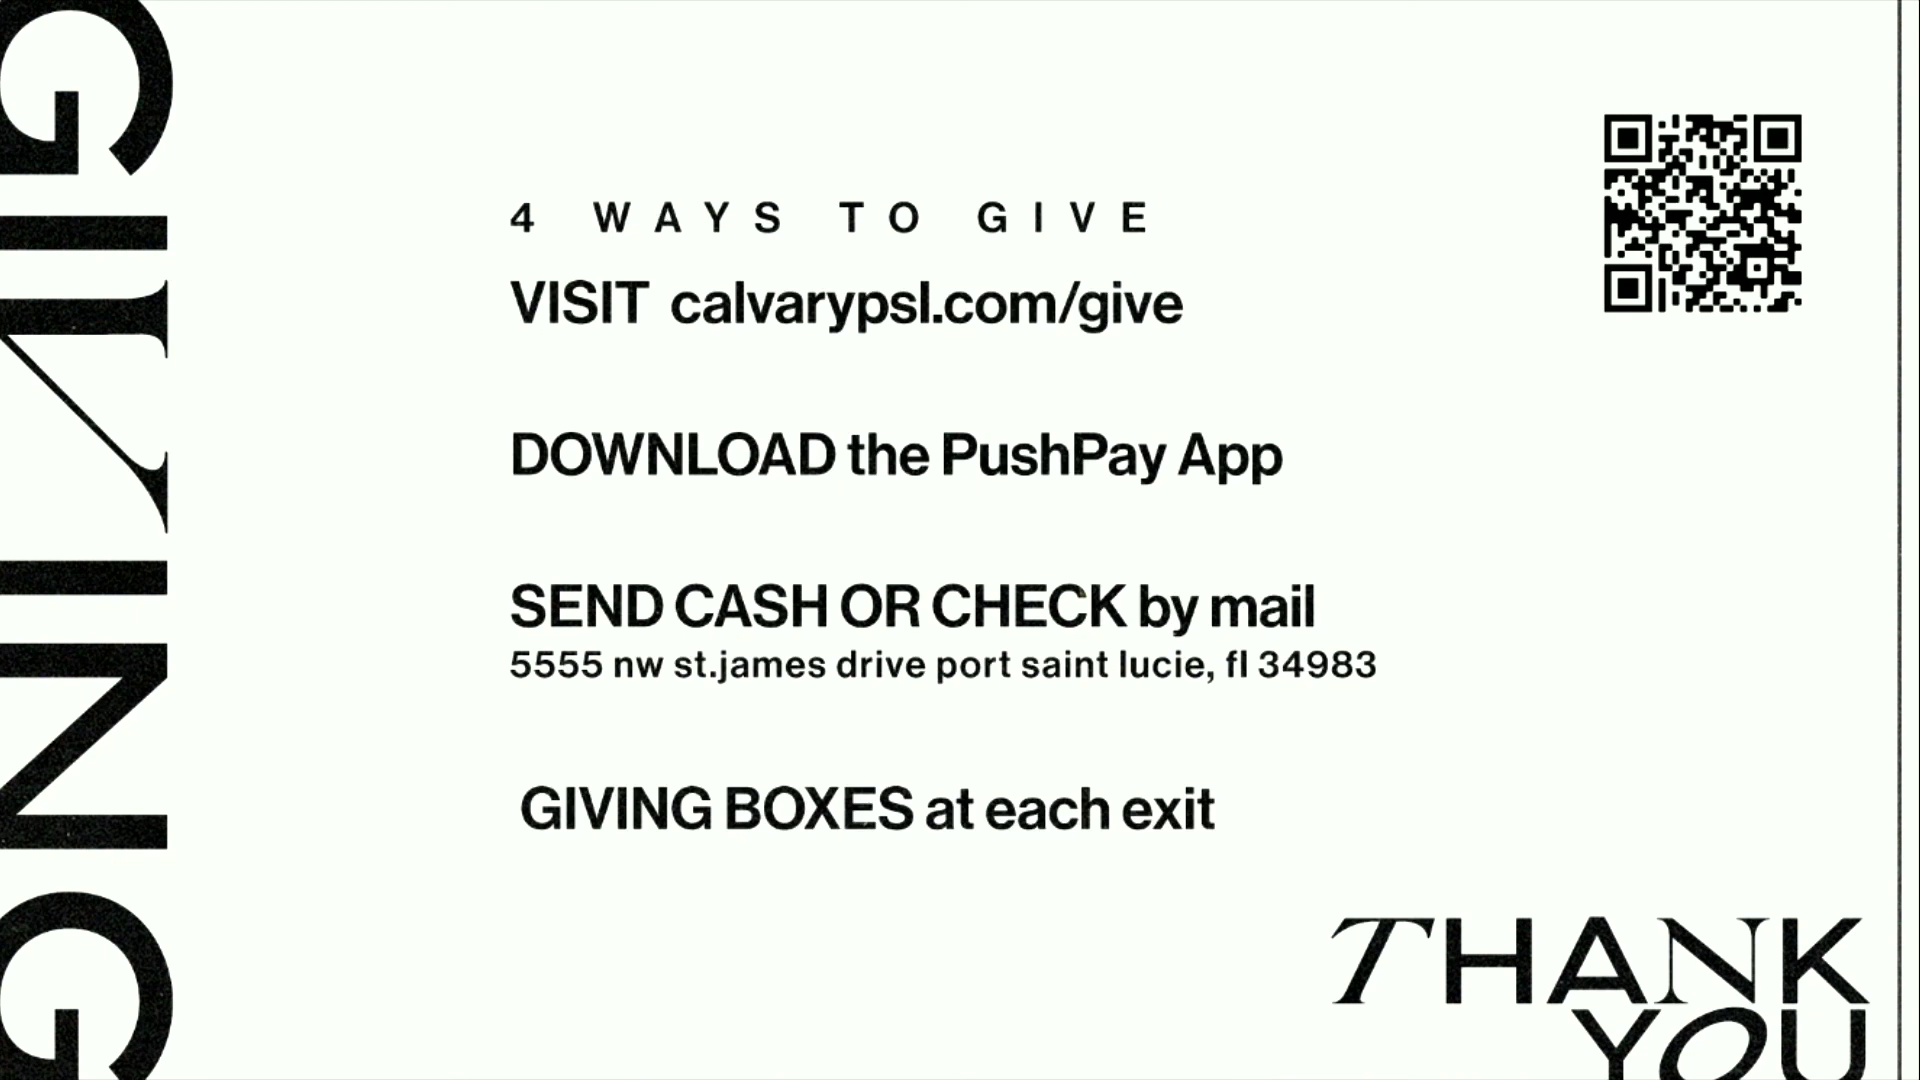 GIVING
4 WAYS TO GIVE
VISIT calvarypsl.com/give
DOWNLOAD the PushPay App
SEND CASH OR CHECK by mail
5555 nw st.james drive port saint lucie, fl 34983
GIVING BOXES at each exit
THANK
YOU